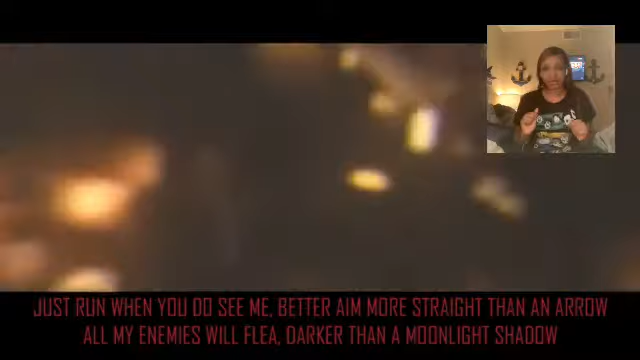 JUST RUN WHEN YOU DO SEE ME, BETTER AIM MORE STRAIGHT THAN AN ARROW
ALL MY ENEMIES WILL FLEA, DARKER THAN A MOONLIGHT SHADOW